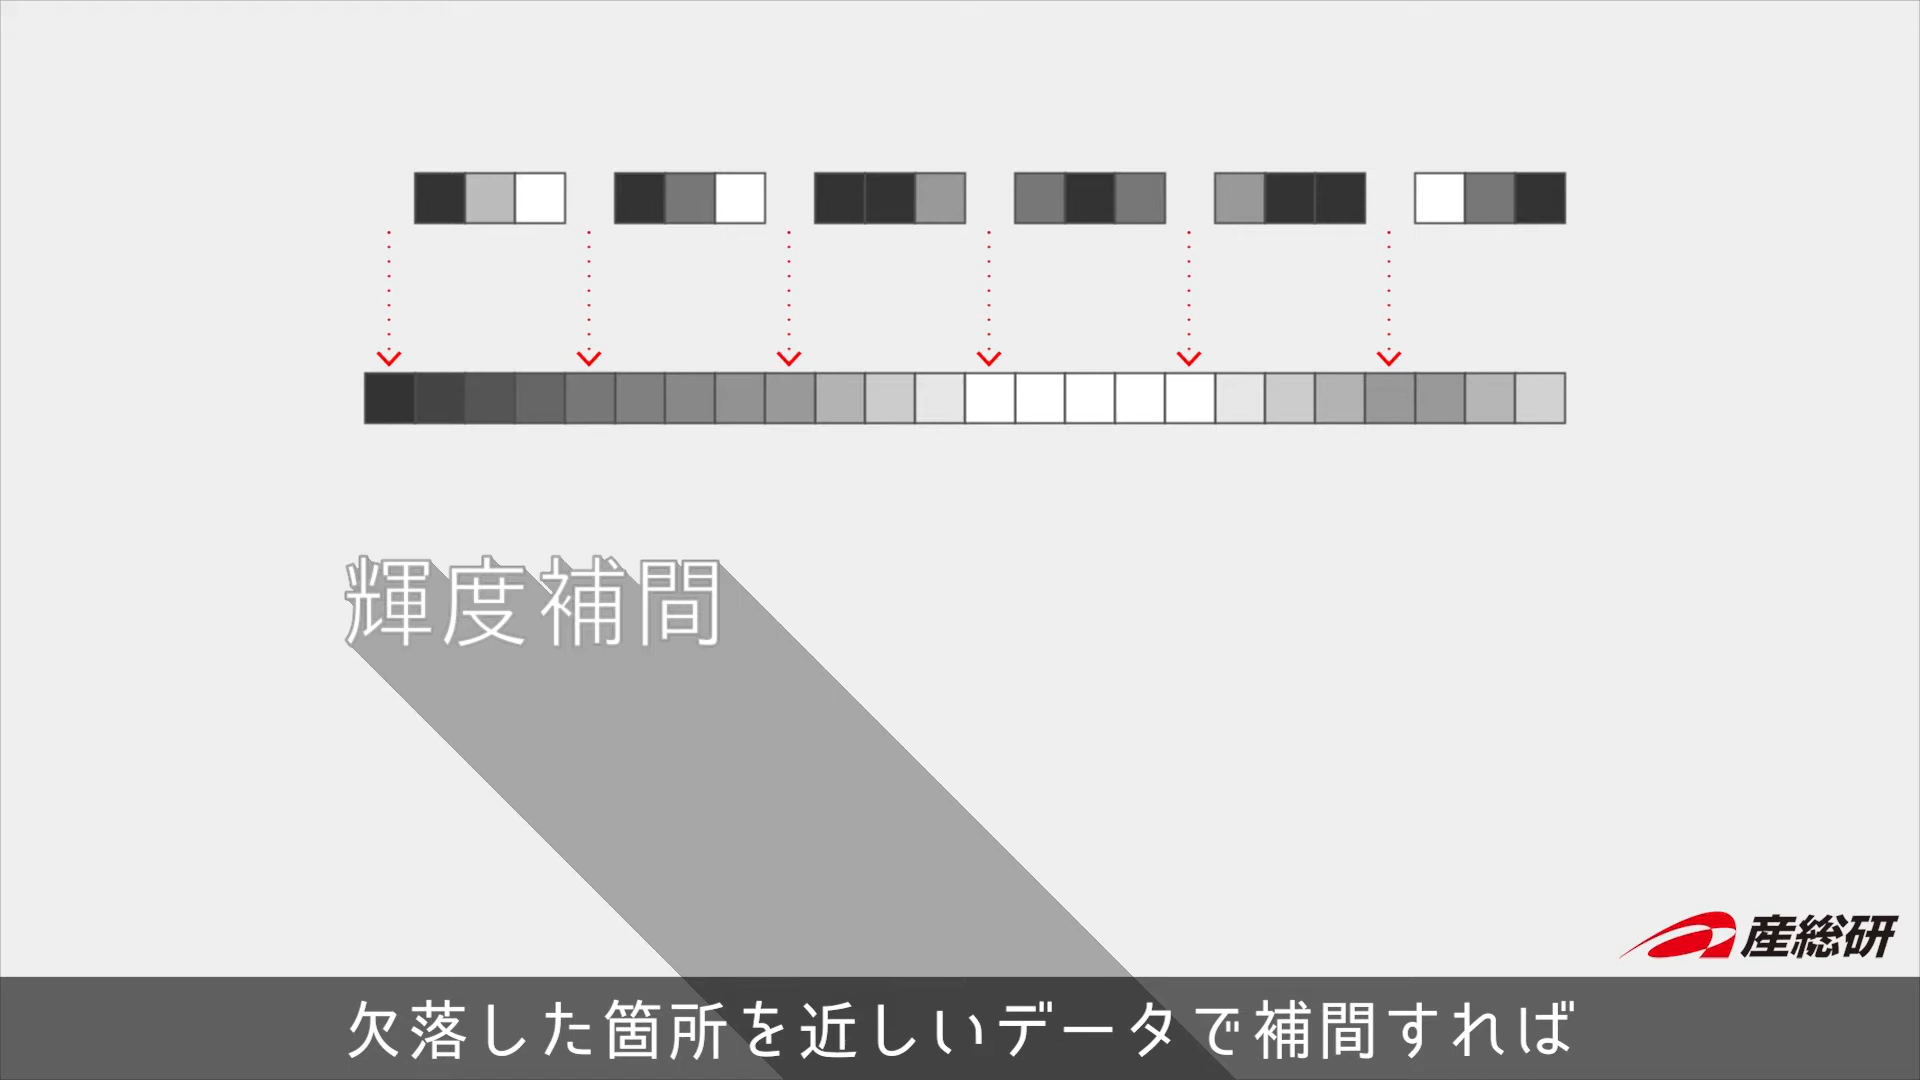 輝度補間
産総研
欠落した箇所を近しいデータで補間すれば